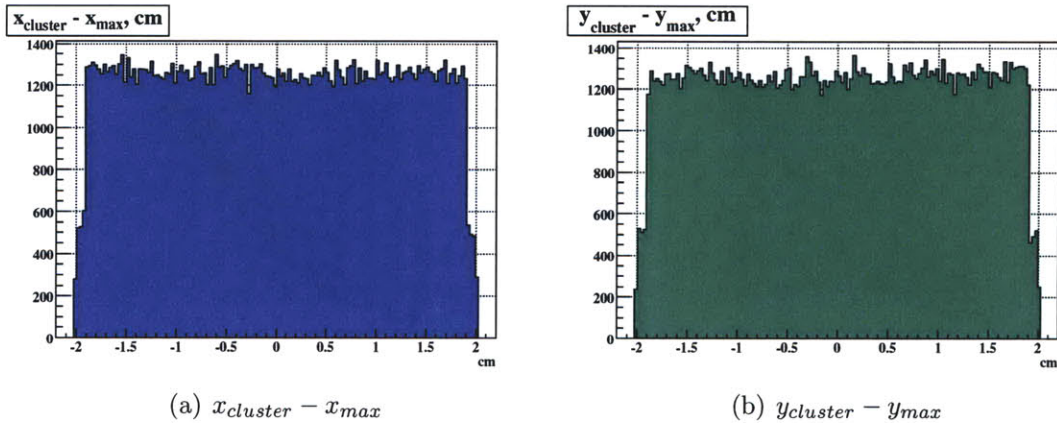 x_cluster - x_max, cm
1400
1200
1000
800
600
400
200
0
-2 -1.5 -1 -0.5 0 0.5 1 1.5 2
cm
(a) x_cluster − x_max
y_cluster - y_max, cm
1400
1200
1000
800
600
400
200
0
-2 -1.5 -1 -0.5 0 0.5 1 1.5 2
cm
(b) y_cluster − y_max